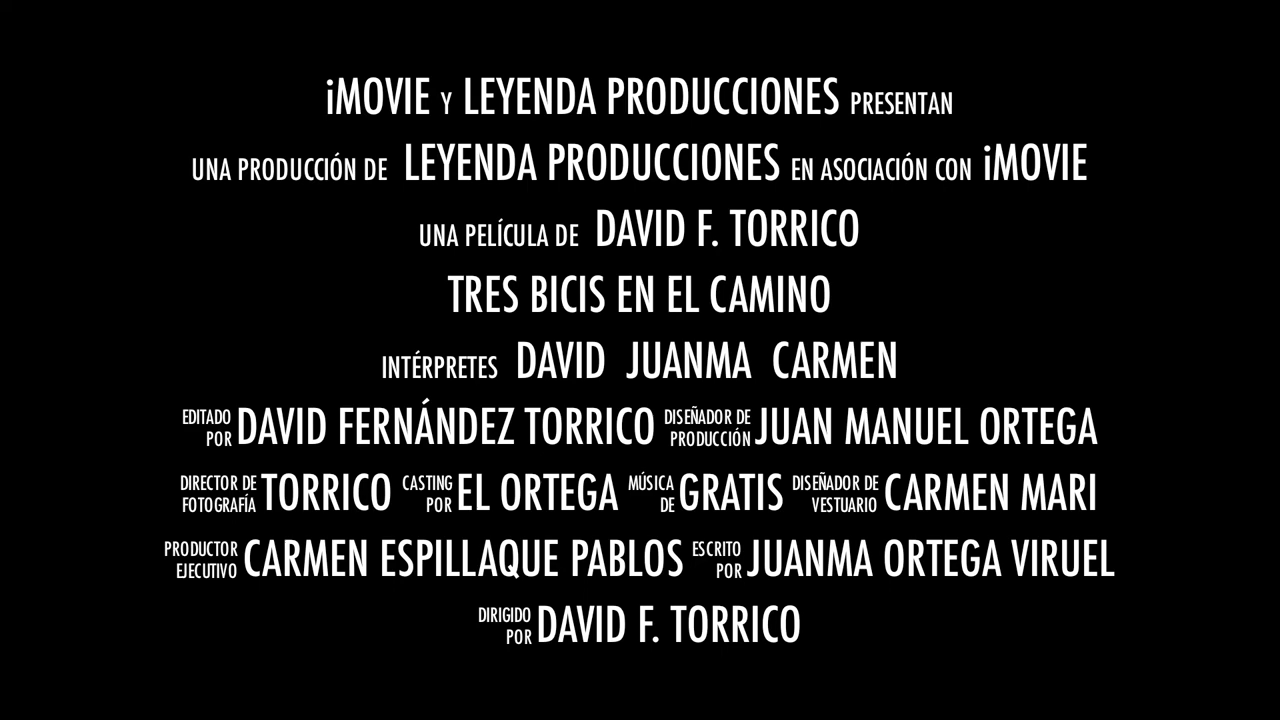 iMOVIE Y LEYENDA PRODUCCIONES PRESENTAN
UNA PRODUCCIÓN DE LEYENDA PRODUCCIONES EN ASOCIACIÓN CON iMOVIE
UNA PELÍCULA DE DAVID F. TORRICO
TRES BICIS EN EL CAMINO
INTÉRPRETES DAVID JUANMA CARMEN
EDITADO POR DAVID FERNÁNDEZ TORRICO DISEÑADOR DE PRODUCCIÓN JUAN MANUEL ORTEGA
DIRECTOR DE FOTOGRAFÍA TORRICO CASTING POR EL ORTEGA MÚSICA DE GRATIS DISEÑADOR DE VESTUARIO CARMEN MARI
PRODUCTOR EJECUTIVO CARMEN ESPILLAQUE PABLOS ESCRITO POR JUANMA ORTEGA VIRUEL
DIRIGIDO POR DAVID F. TORRICO